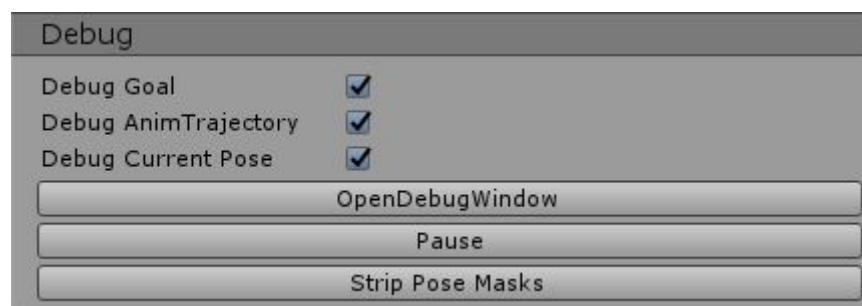 Debug
Debug Goal
Debug AnimTrajectory
Debug Current Pose
OpenDebugWindow
Pause
Strip Pose Masks